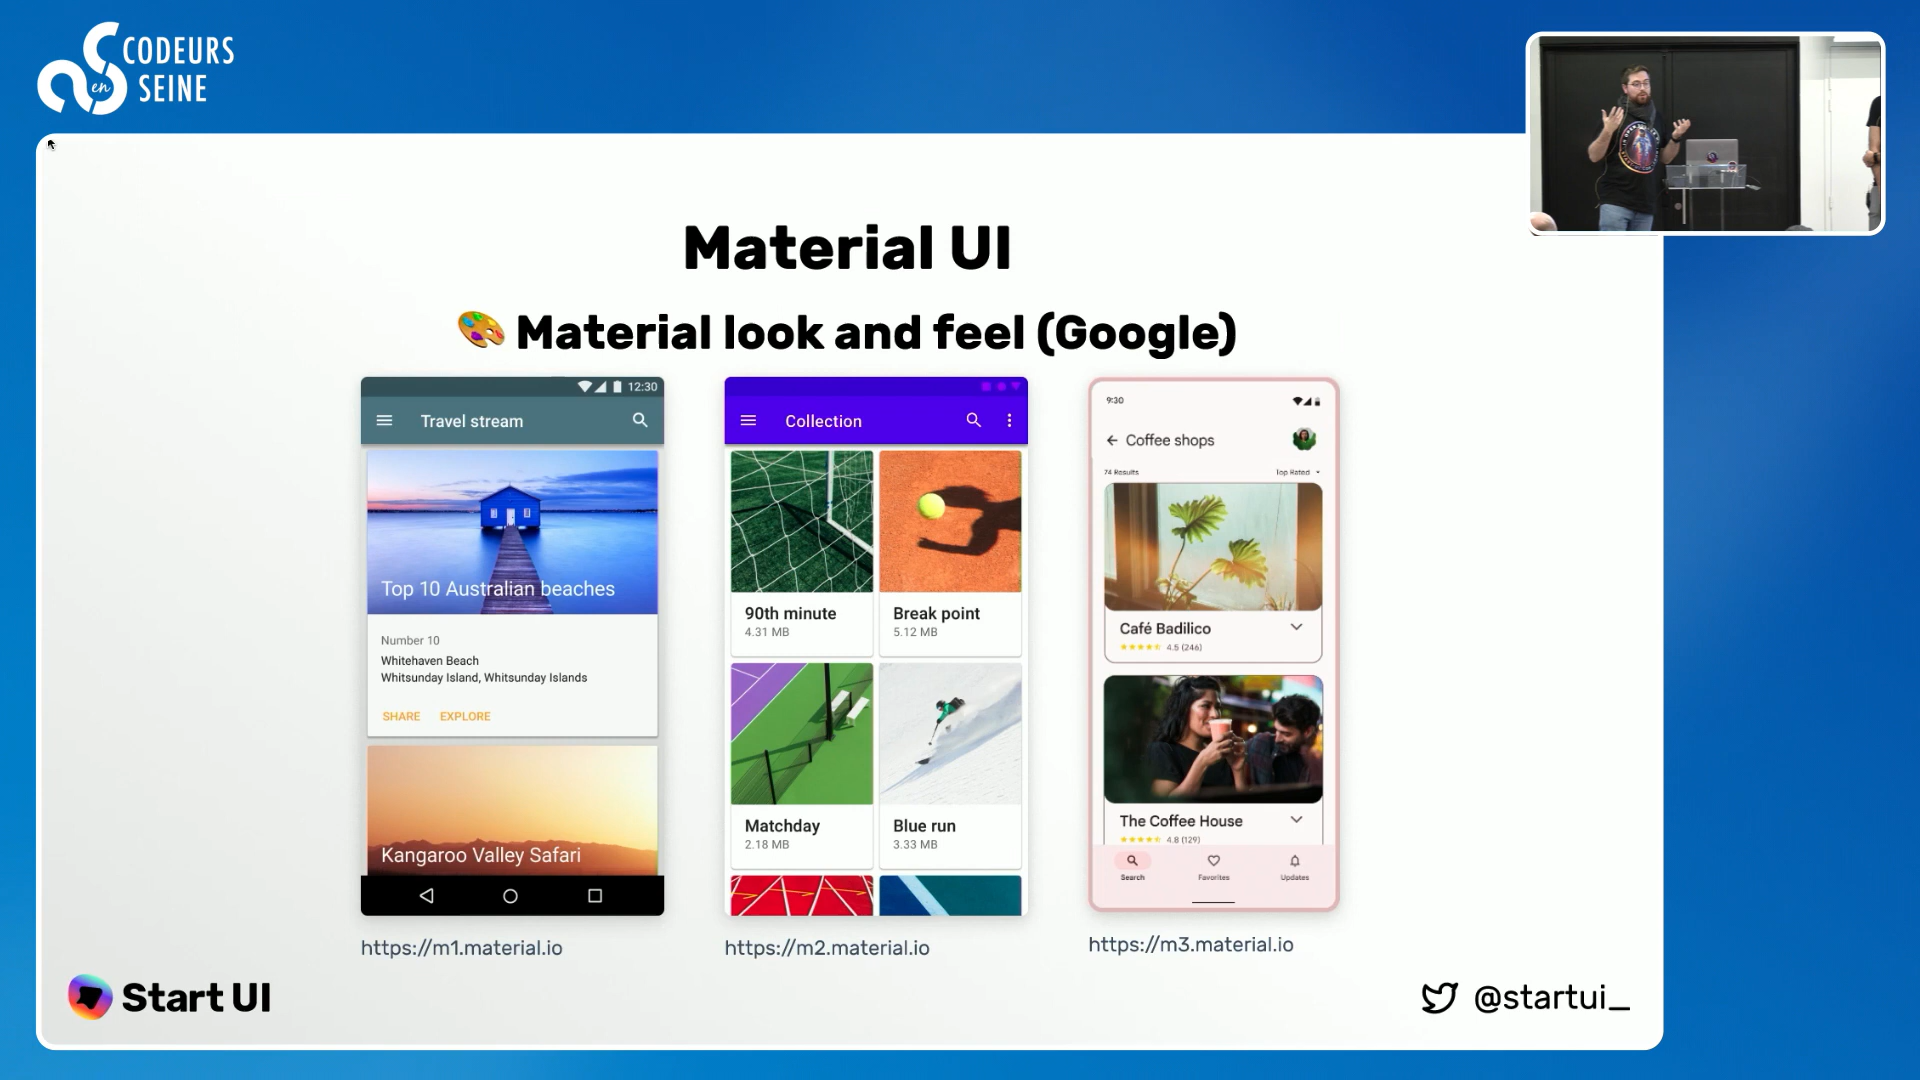 CODEURS
en
SEINE
Material UI
Material look and feel (Google)
12:30
Travel stream
Top 10 Australian beaches
Number 10
Whitehaven Beach
Whitsunday Island, Whitsunday Islands
SHARE EXPLORE
Kangaroo Valley Safari
https://m1.material.io
Collection
90th minute
4.31 MB
Break point
5.12 MB
Matchday
2.18 MB
Blue run
3.33 MB
https://m2.material.io
9:30
Coffee shops
74 Results
Top Rated
Café Badilico
4.5 (246)
The Coffee House
4.8 (129)
Search
Favorites
Updates
https://m3.material.io
Start UI
@startui_